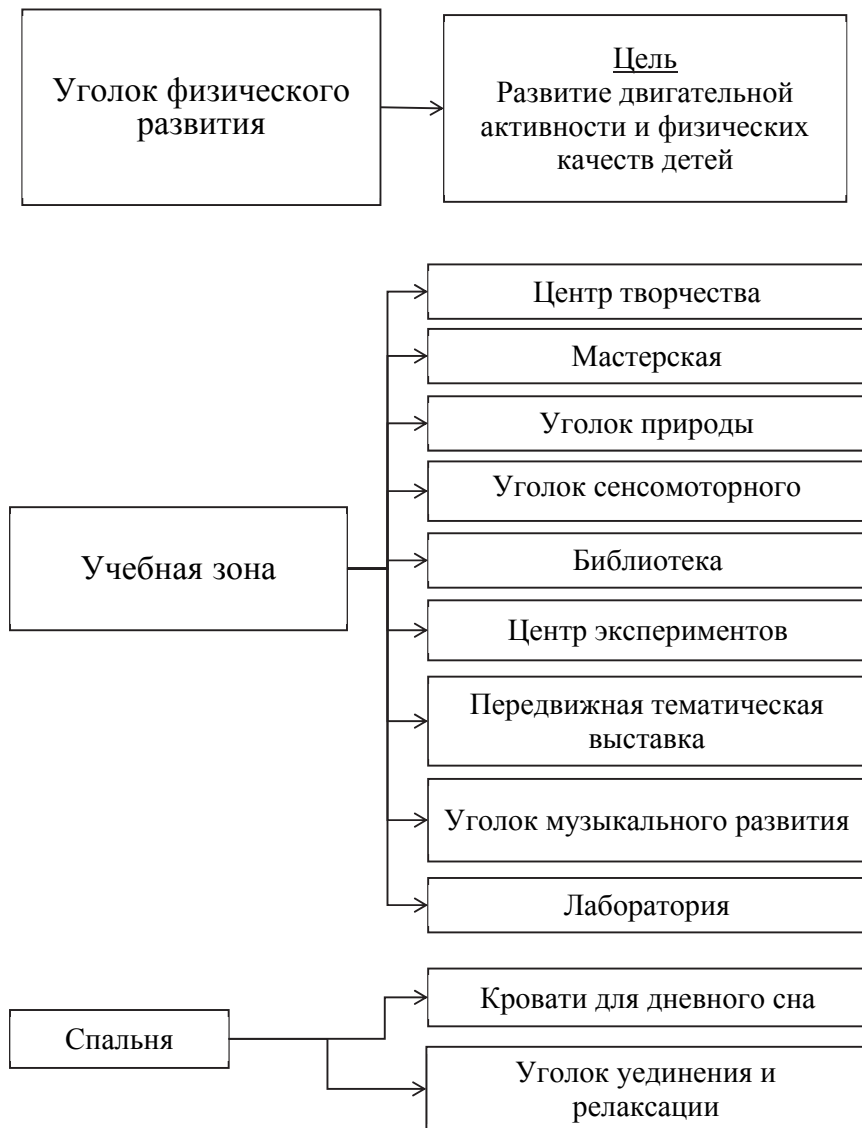 Уголок физического
развития
Цель
Развитие двигательной
активности и физических
качеств детей
Учебная зона
Центр творчества
Мастерская
Уголок природы
Уголок сенсомоторного
Библиотека
Центр экспериментов
Передвижная тематическая
выставка
Уголок музыкального развития
Лаборатория
Спальня
Кровати для дневного сна
Уголок уединения и
релаксации